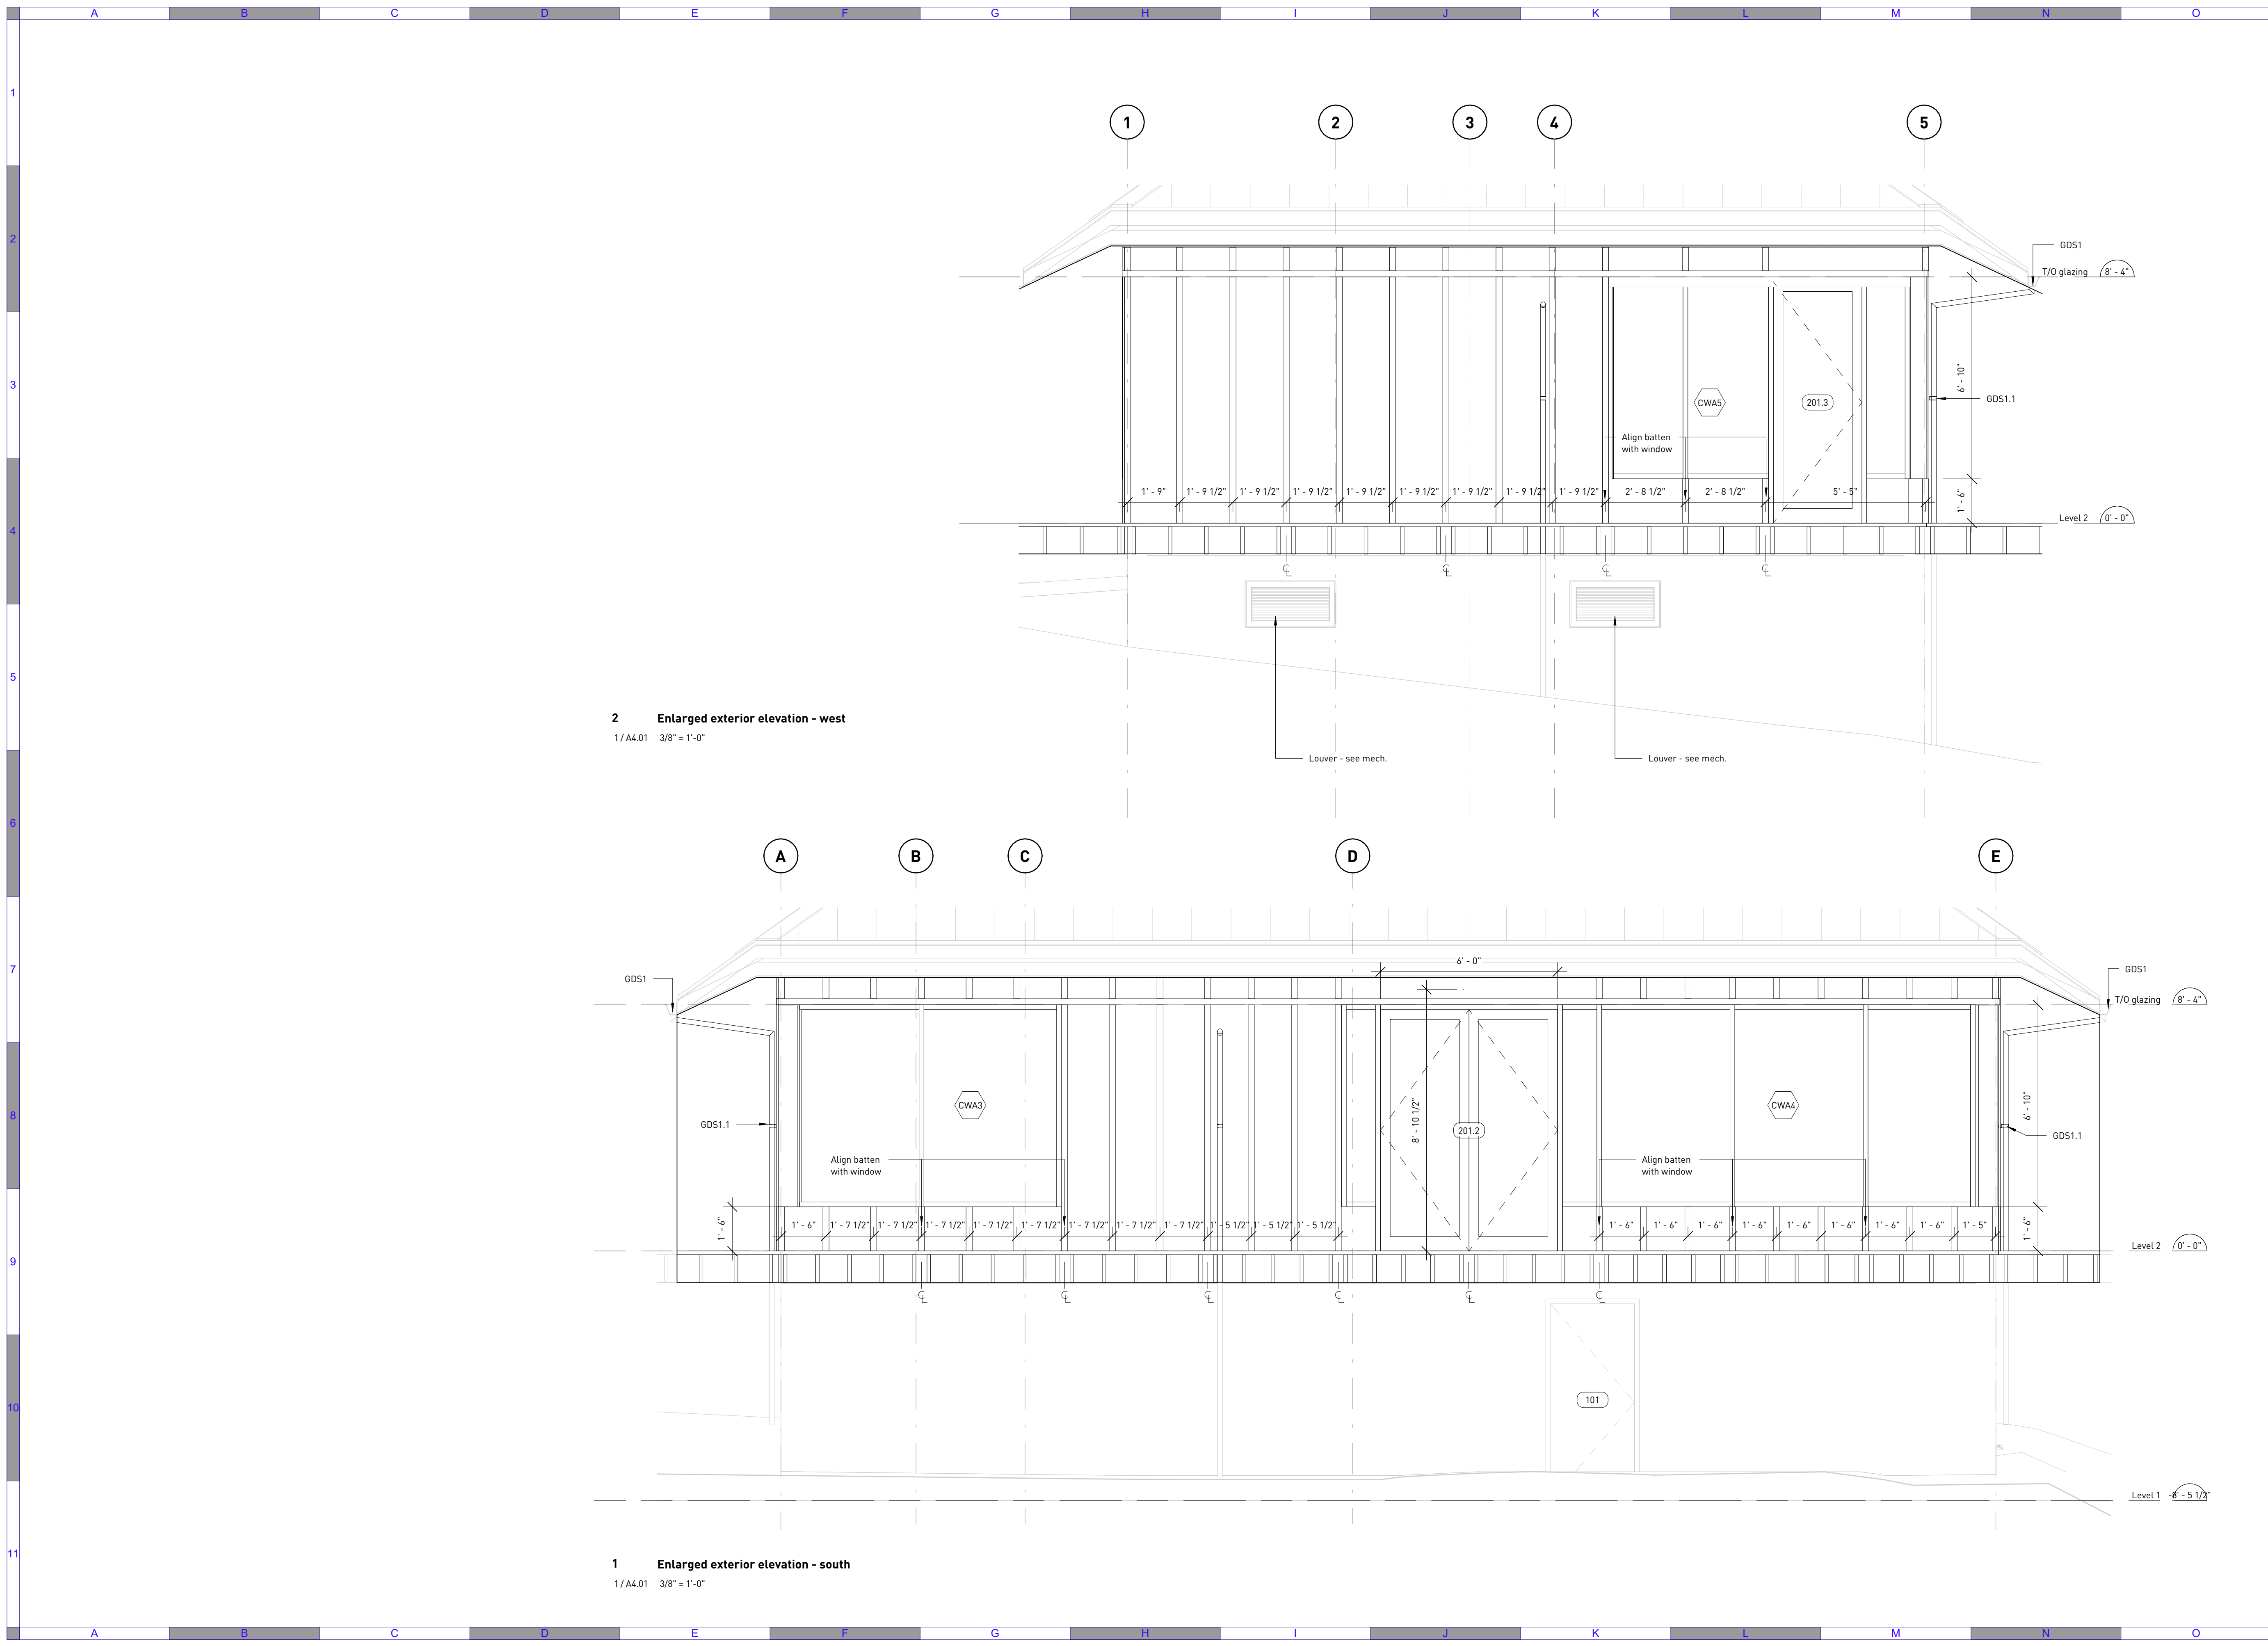 A B C D E F G H I J K L M N O
1
2
3
4
5
6
7
8
9
10
11
1 2 3 4 5
GDS1
T/O glazing 8' - 4"
6' - 10"
GDS1.1
CWA5
201.3
Align batten
with window
1' - 9" 1' - 9 1/2" 1' - 9 1/2" 1' - 9 1/2" 1' - 9 1/2" 1' - 9 1/2" 1' - 9 1/2" 1' - 9 1/2" 1' - 9 1/2" 2' - 8 1/2" 2' - 8 1/2" 5' - 5"
1' - 6"
Level 2 0' - 0"
CL CL CL CL
2 Enlarged exterior elevation - west
1 / A4.01 3/8" = 1'-0"
Louver - see mech. Louver - see mech.
A B C D E
6' - 0"
GDS1
GDS1
T/O glazing 8' - 4"
CWA3
CWA4
8' - 10 1/2"
6' - 10"
GDS1.1
201.2
GDS1.1
Align batten
with window
Align batten
with window
1' - 6"
1' - 6" 1' - 7 1/2" 1' - 7 1/2" 1' - 7 1/2" 1' - 7 1/2" 1' - 7 1/2" 1' - 7 1/2" 1' - 7 1/2" 1' - 7 1/2" 1' - 5 1/2" 1' - 5 1/2" 1' - 5 1/2"
1' - 6" 1' - 6" 1' - 6" 1' - 6" 1' - 6" 1' - 6" 1' - 6" 1' - 6" 1' - 5"
1' - 6"
Level 2 0' - 0"
CL CL CL CL CL CL
101
Level 1 -8' - 5 1/2"
1 Enlarged exterior elevation - south
1 / A4.01 3/8" = 1'-0"
A B C D E F G H I J K L M N O